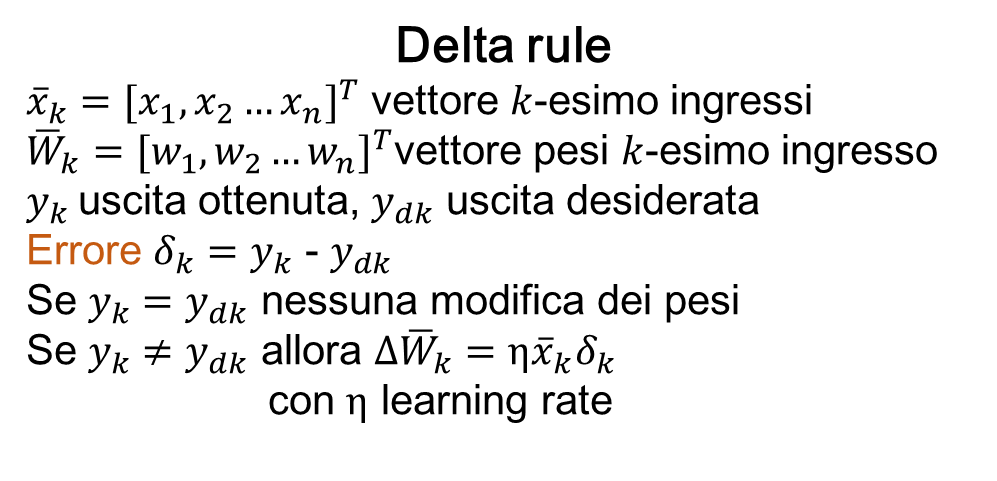 Delta rule
x̄ₖ = [x₁, x₂ … xₙ]ᵀ vettore k-esimo ingressi
W̄ₖ = [w₁, w₂ … wₙ]ᵀ vettore pesi k-esimo ingresso
yₖ uscita ottenuta, y_dk uscita desiderata
Errore δₖ = yₖ - y_dk
Se yₖ = y_dk nessuna modifica dei pesi
Se yₖ ≠ y_dk allora ΔW̄ₖ = ηx̄ₖδₖ
con η learning rate